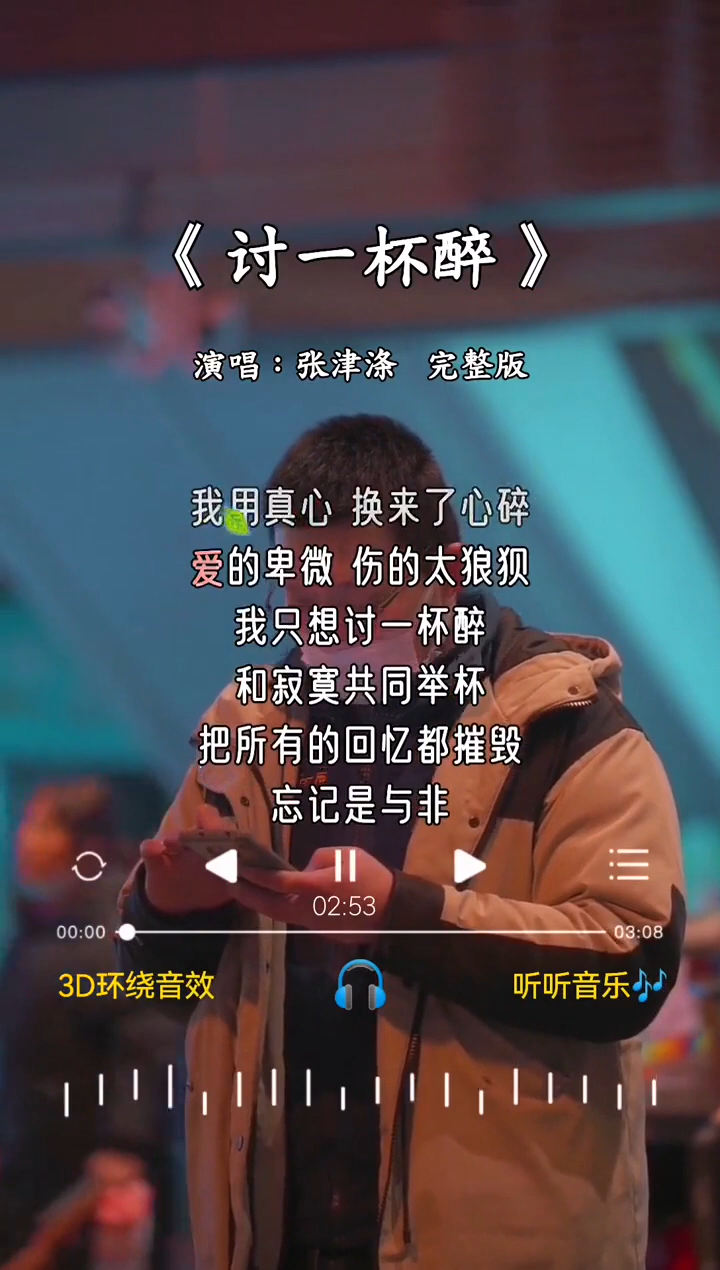 《 讨一杯醉 》
演唱：张津涤 完整版
我用真心 换来了心碎
爱的卑微 伤的太狼狈
我只想讨一杯醉
和寂寞共同举杯
把所有的回忆都摧毁
忘记是与非
02:53
00:00 03:08
3D环绕音效 听听音乐